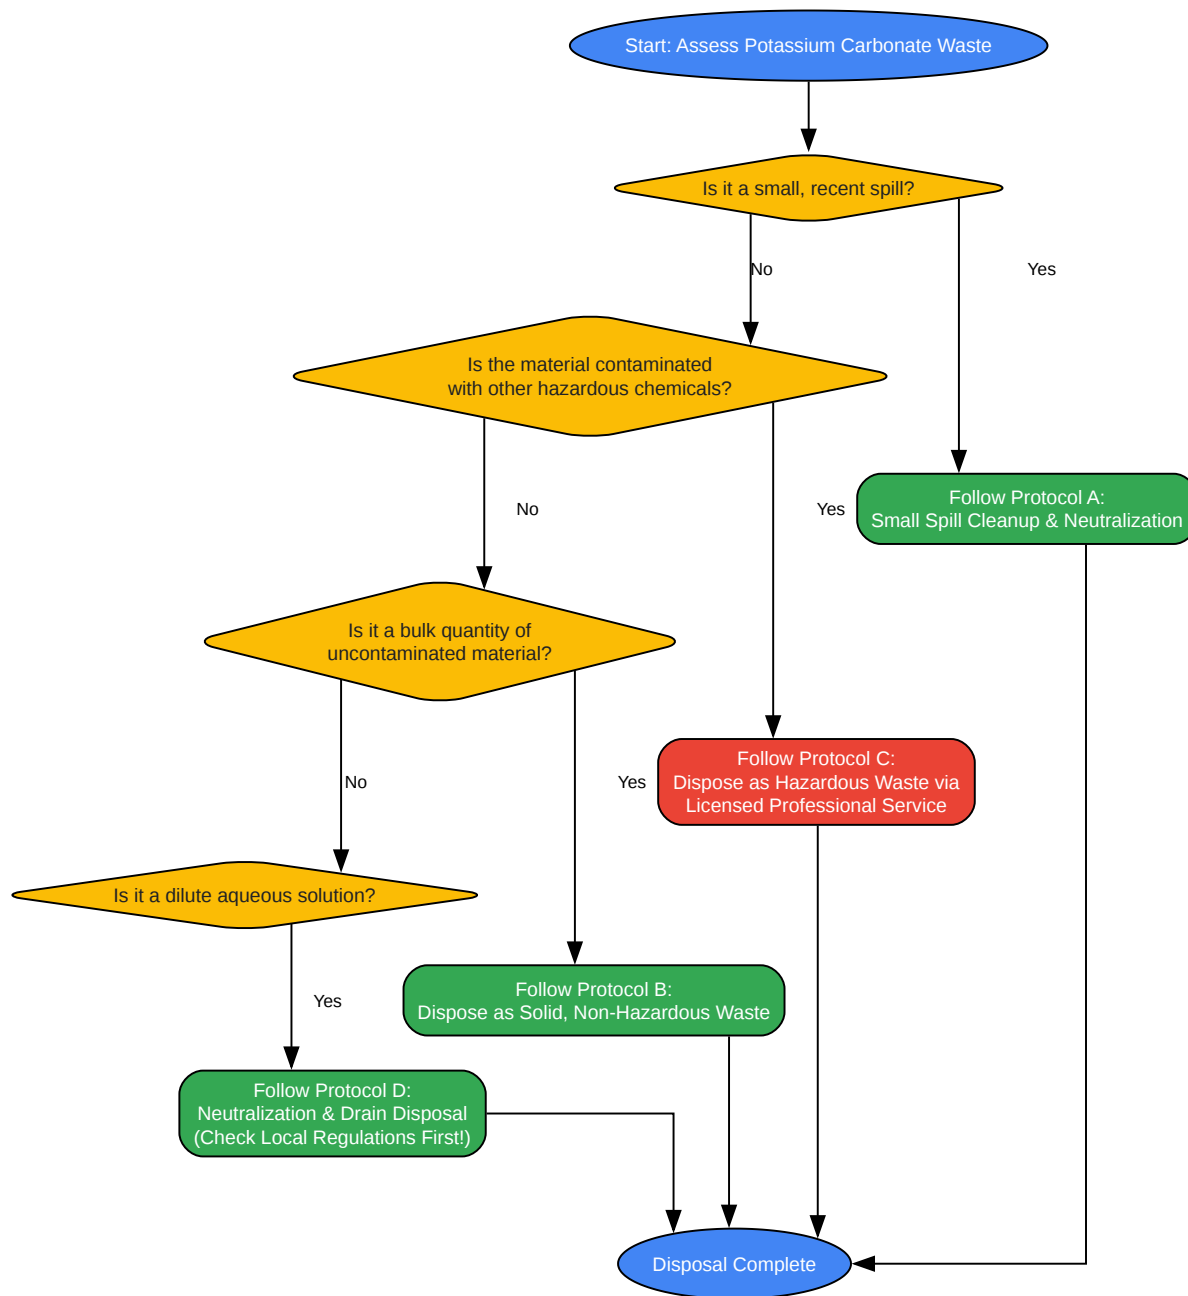 Start: Assess Potassium Carbonate Waste
Is it a small, recent spill?
No
Yes
Is the material contaminated
with other hazardous chemicals?
Follow Protocol A:
Small Spill Cleanup & Neutralization
No
Yes
Is it a bulk quantity of
uncontaminated material?
Follow Protocol C:
Dispose as Hazardous Waste via
Licensed Professional Service
No
Yes
Is it a dilute aqueous solution?
Follow Protocol B:
Dispose as Solid, Non-Hazardous Waste
Yes
Follow Protocol D:
Neutralization & Drain Disposal
(Check Local Regulations First!)
Disposal Complete